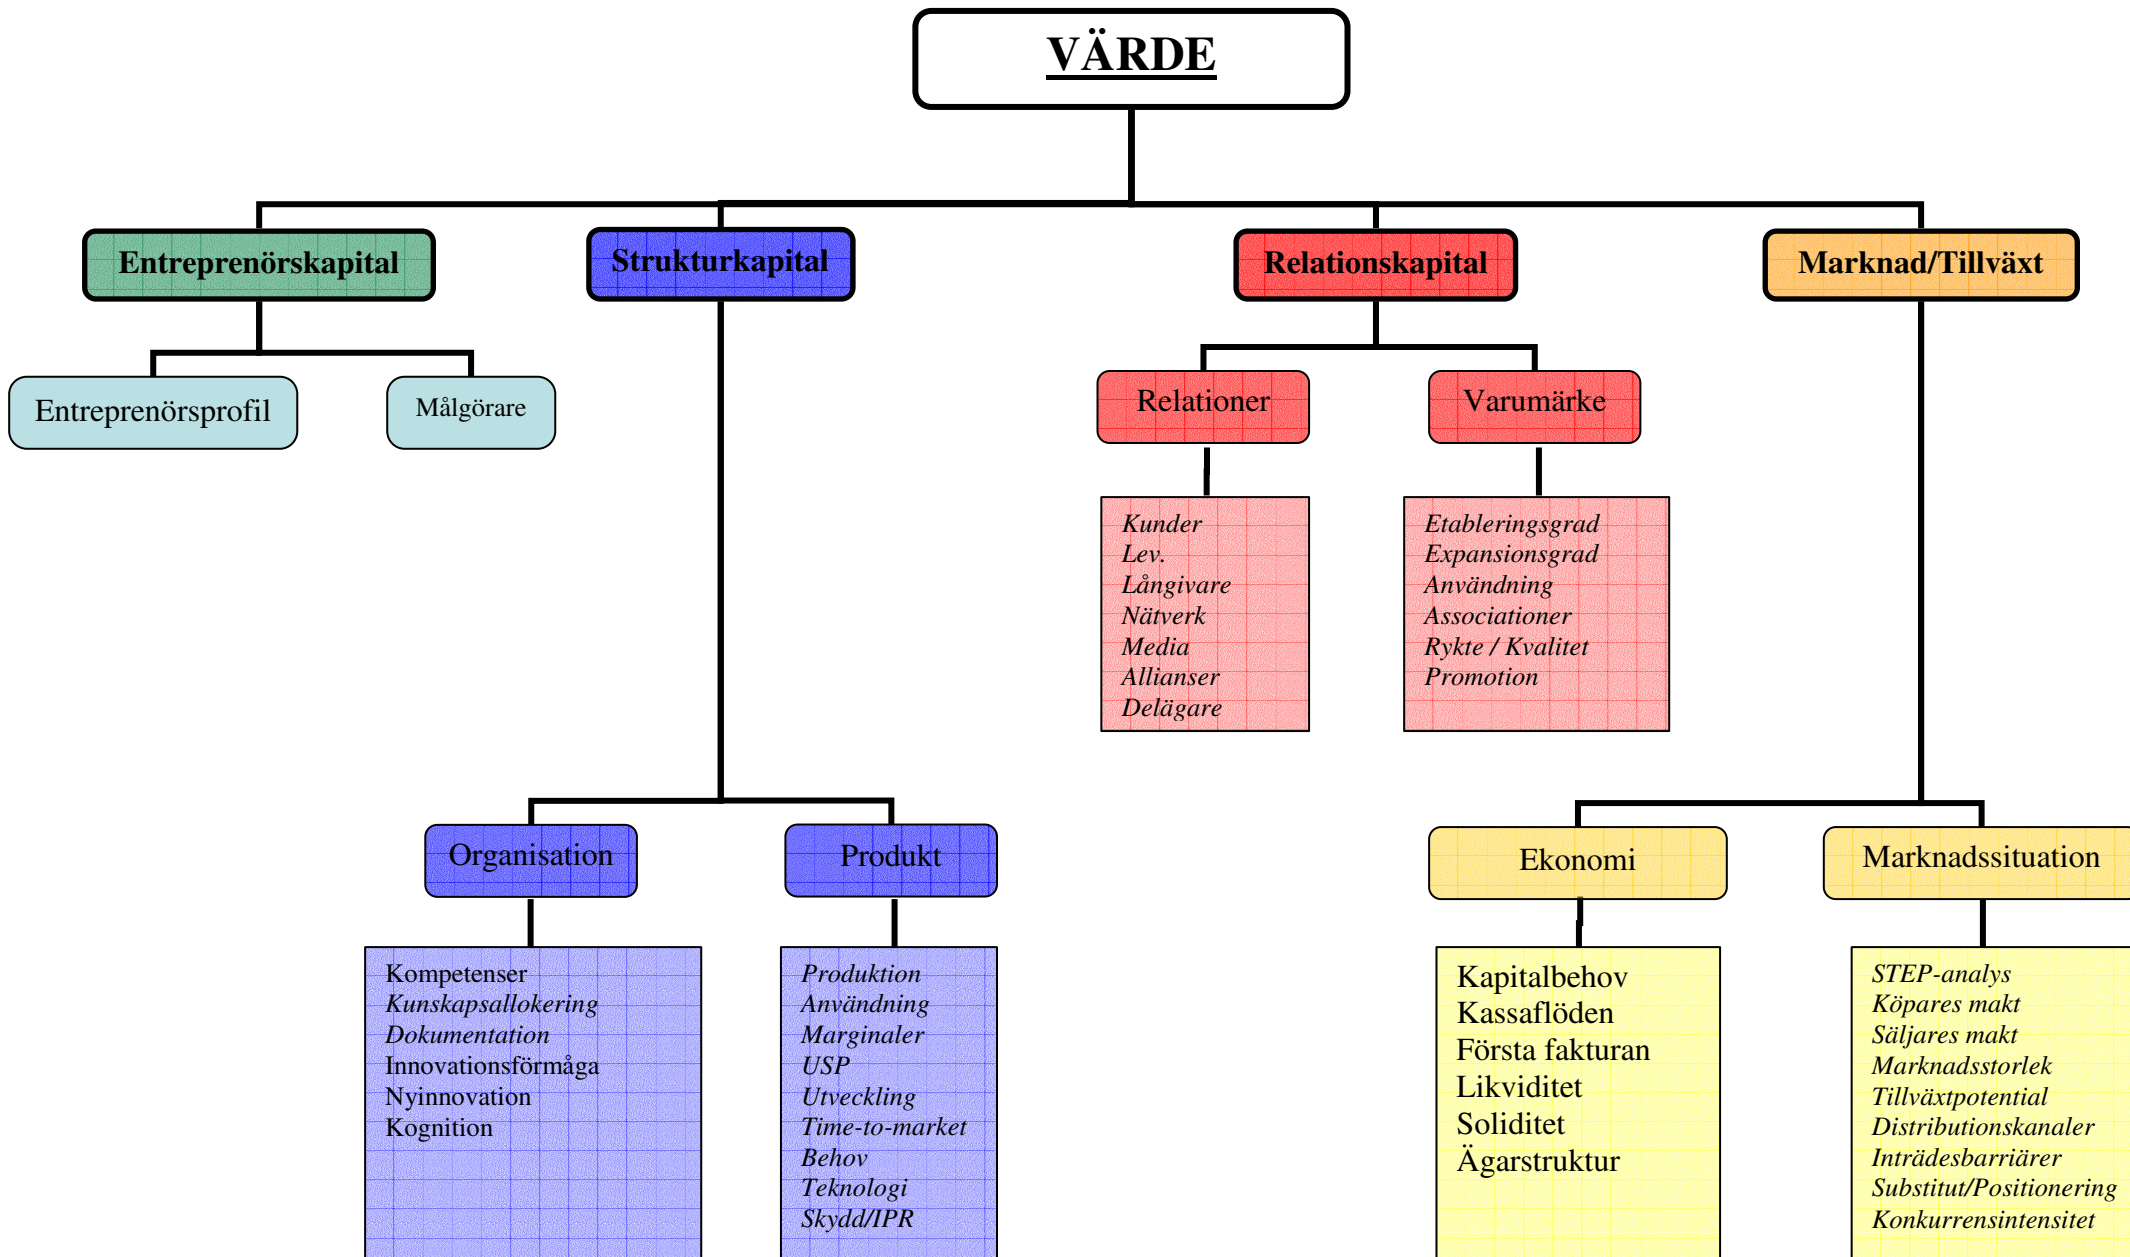 VÄRDE
Entreprenörskapital
Strukturkapital
Relationskapital
Marknad/Tillväxt
Entreprenörsprofil
Målgörare
Relationer
Varumärke
Kunder
Lev.
Långivare
Nätverk
Media
Allianser
Delägare
Etableringsgrad
Expansionsgrad
Användning
Associationer
Rykte / Kvalitet
Promotion
Organisation
Produkt
Ekonomi
Marknadssituation
Kompetenser
Kunskapsallokering
Dokumentation
Innovationsförmåga
Nyinnovation
Kognition
Produktion
Användning
Marginaler
USP
Utveckling
Time-to-market
Behov
Teknologi
Skydd/IPR
Kapitalbehov
Kassaflöden
Första fakturan
Likviditet
Soliditet
Ägarstruktur
STEP-analys
Köpares makt
Säljares makt
Marknadsstorlek
Tillväxtpotential
Distributionskanaler
Inträdesbarriärer
Substitut/Positionering
Konkurrensintensitet